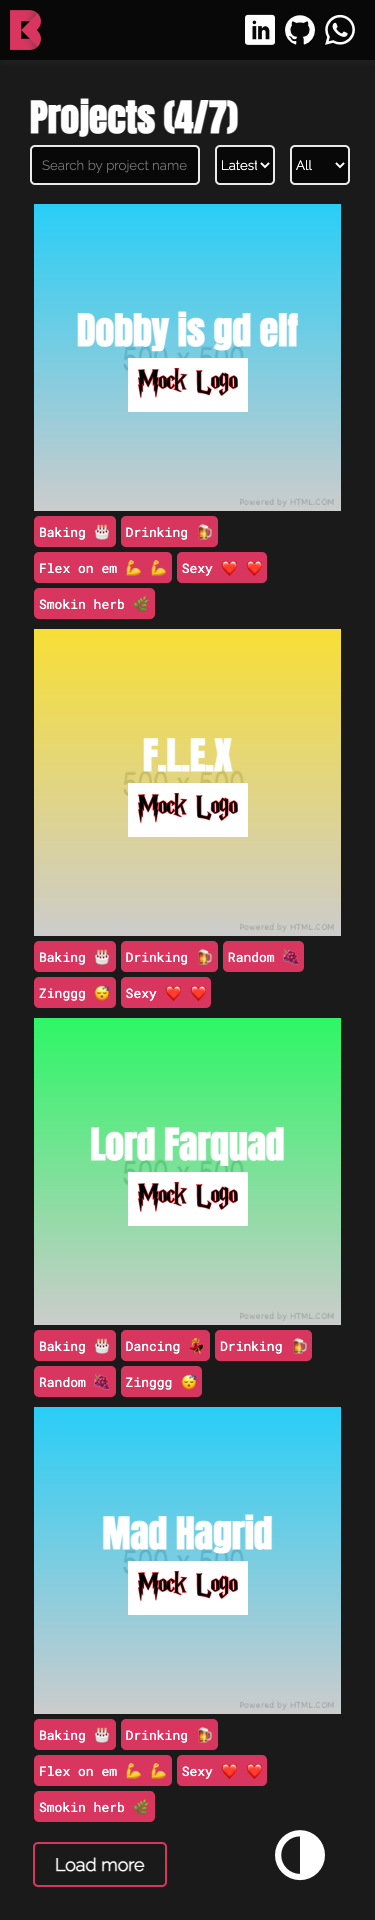 Projects (4/7)
Search by project name
Latest
All
Dobby is gd elf
500 x 500
Mock Logo
Powered by HTML.COM
Baking 🎂 Drinking 🍺
Flex on em 💪 💪 Sexy ❤️ ❤️
Smokin herb 🌿
F.L.E.X
500 x 500
Mock Logo
Powered by HTML.COM
Baking 🎂 Drinking 🍺 Random 🍇
Zinggg 😴 Sexy ❤️ ❤️
Lord Farquad
500 x 500
Mock Logo
Powered by HTML.COM
Baking 🎂 Dancing 💃 Drinking 🍺
Random 🍇 Zinggg 😴
Mad Hagrid
500 x 500
Mock Logo
Powered by HTML.COM
Baking 🎂 Drinking 🍺
Flex on em 💪 💪 Sexy ❤️ ❤️
Smokin herb 🌿
Load more